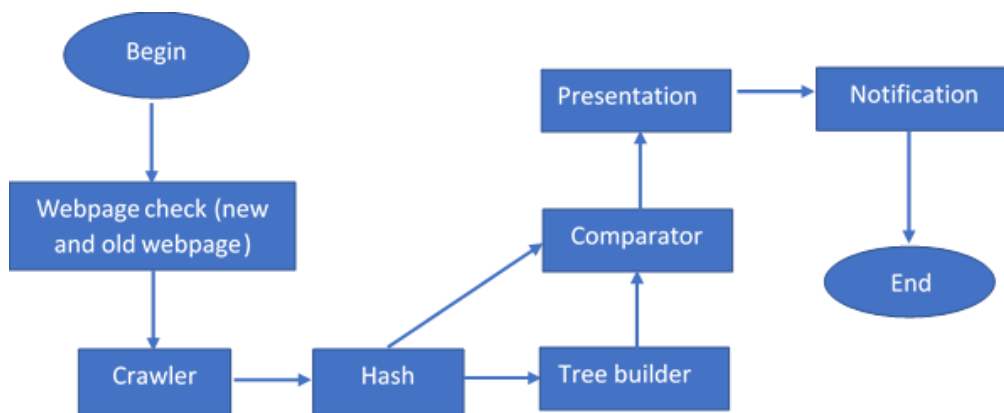 Begin
Webpage check (new
and old webpage)
Crawler
Hash
Tree builder
Comparator
Presentation
Notification
End